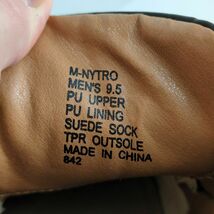 M-NYTRO
MEN'S 9.5
PU UPPER
PU LINING
SUEDE SOCK
TPR OUTSOLE
MADE IN CHINA
842